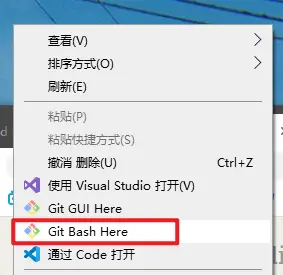 查看(V)
排序方式(O)
刷新(E)
粘贴(P)
粘贴快捷方式(S)
撤消 删除(U) Ctrl+Z
使用 Visual Studio 打开(V)
Git GUI Here
Git Bash Here
通过 Code 打开